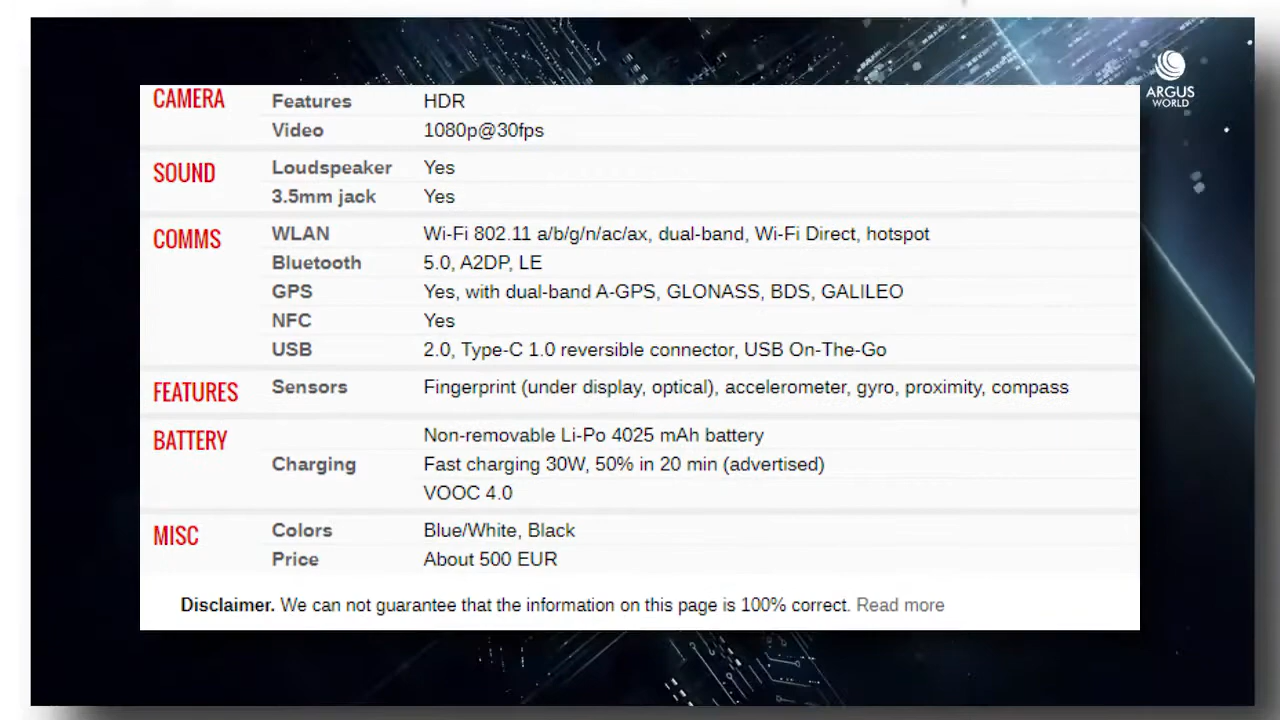 ARGUS
WORLD
CAMERA Features HDR
Video 1080p@30fps
SOUND Loudspeaker Yes
3.5mm jack Yes
COMMS WLAN Wi-Fi 802.11 a/b/g/n/ac/ax, dual-band, Wi-Fi Direct, hotspot
Bluetooth 5.0, A2DP, LE
GPS Yes, with dual-band A-GPS, GLONASS, BDS, GALILEO
NFC Yes
USB 2.0, Type-C 1.0 reversible connector, USB On-The-Go
FEATURES Sensors Fingerprint (under display, optical), accelerometer, gyro, proximity, compass
BATTERY Non-removable Li-Po 4025 mAh battery
Charging Fast charging 30W, 50% in 20 min (advertised)
VOOC 4.0
MISC Colors Blue/White, Black
Price About 500 EUR
Disclaimer. We can not guarantee that the information on this page is 100% correct. Read more